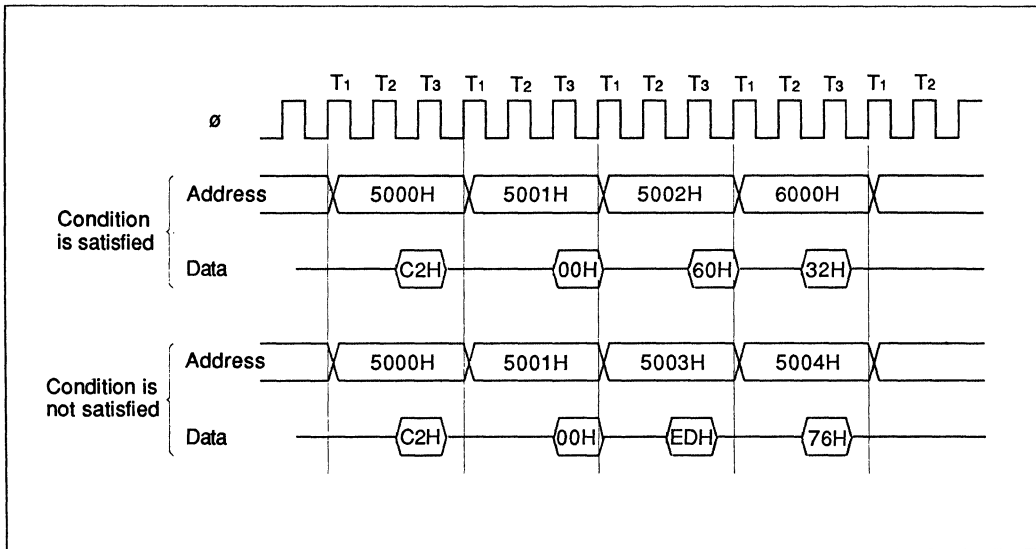 T1 T2 T3 T1 T2 T3 T1 T2 T3 T1 T2 T3 T1 T2
ø
Condition
is satisfied
Address 5000H 5001H 5002H 6000H
Data C2H 00H 60H 32H
Condition is
not satisfied
Address 5000H 5001H 5003H 5004H
Data C2H 00H EDH 76H